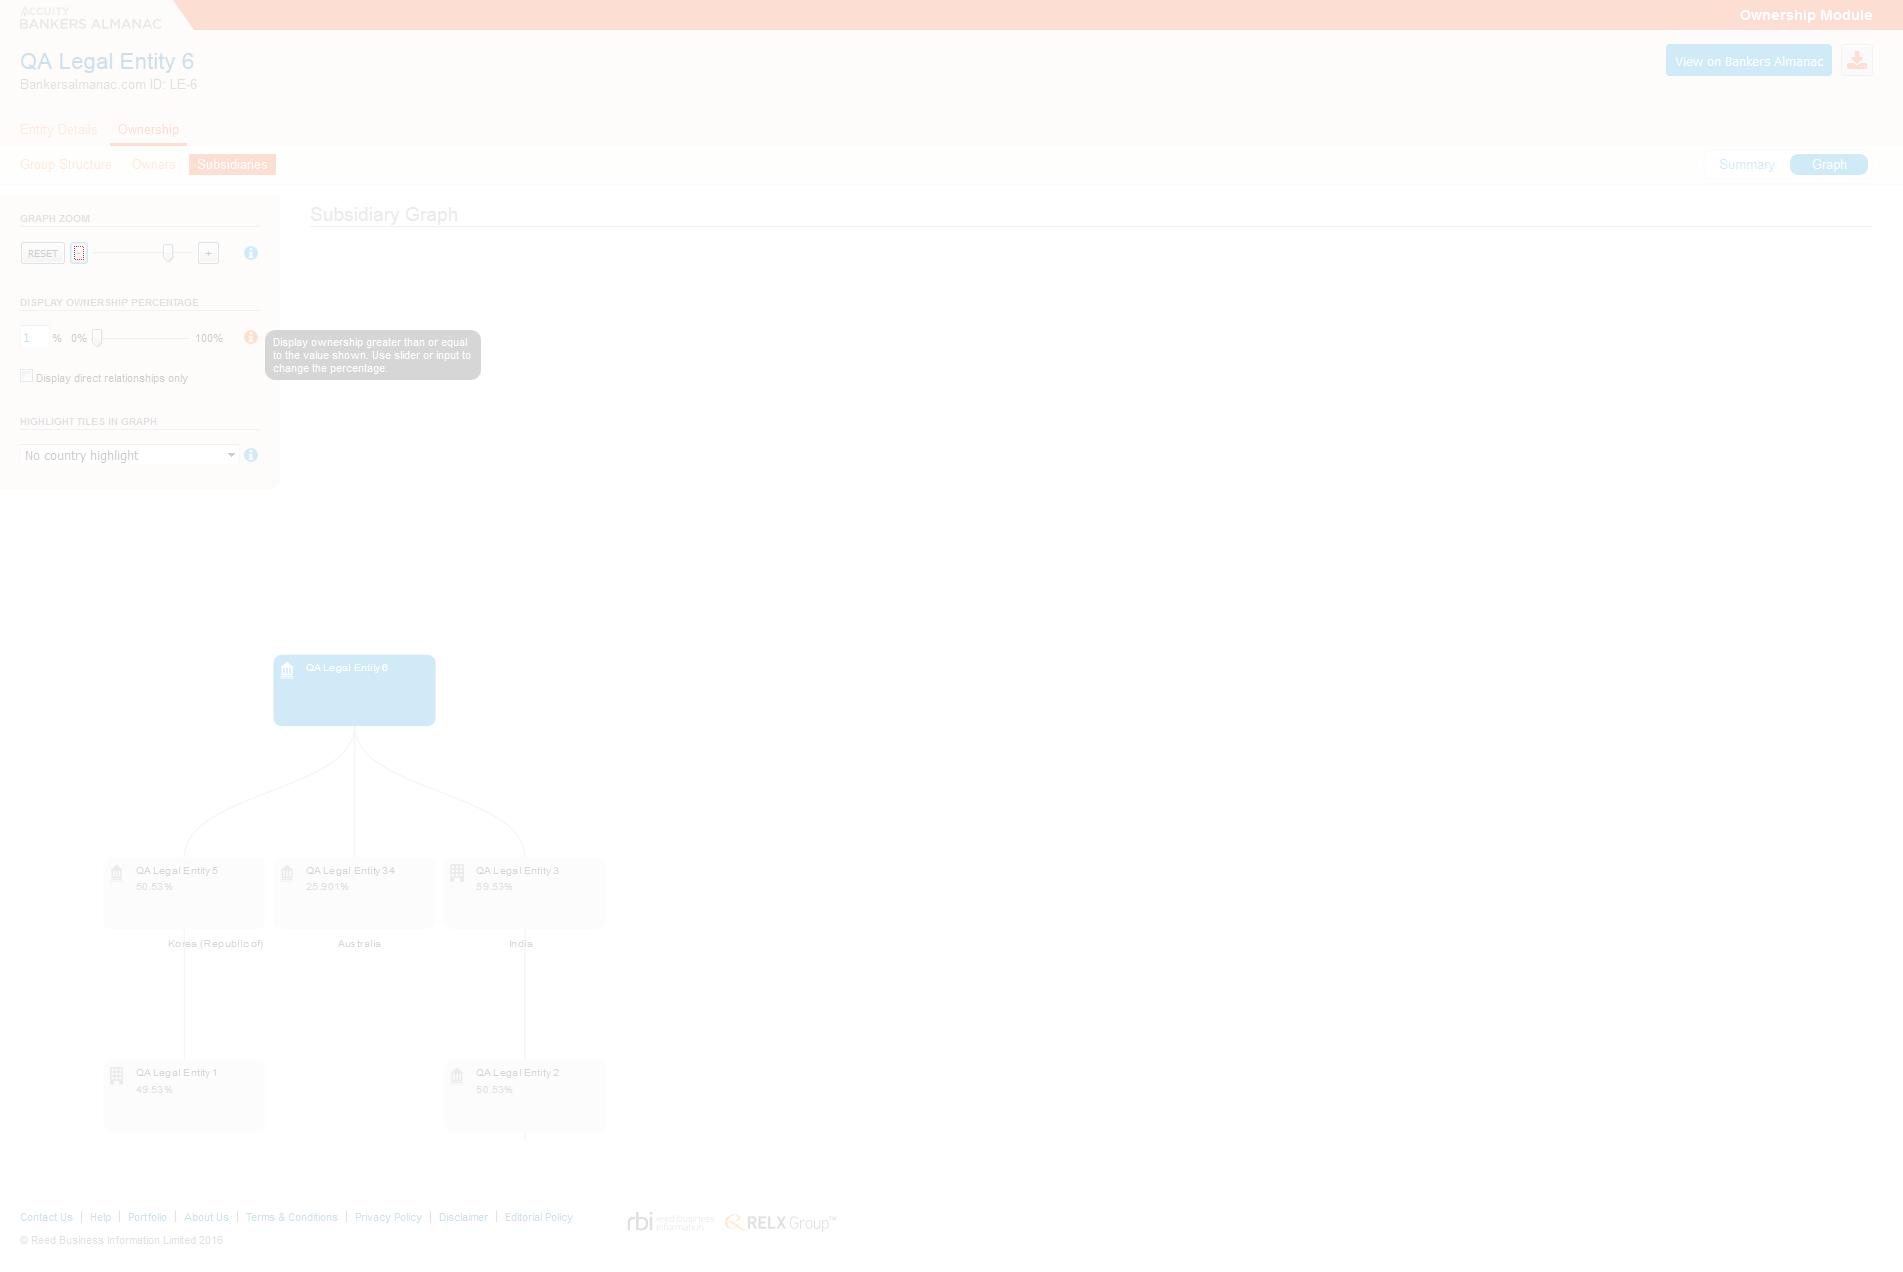 ACCUITY
BANKERS ALMANAC
Ownership Module
QA Legal Entity 6
Bankersalmanac.com ID: LE-6
View on Bankers Almanac
Entity Details Ownership
Group Structure Owners Subsidiaries
Summary Graph
GRAPH ZOOM
RESET - +
Subsidiary Graph
DISPLAY OWNERSHIP PERCENTAGE
1 % 0% 100%
Display ownership greater than or equal
to the value shown. Use slider or input to
change the percentage.
Display direct relationships only
HIGHLIGHT TILES IN GRAPH
No country highlight
QA Legal Entity 6
QA Legal Entity 5
50.53%
Korea (Republic of)
QA Legal Entity 34
25.901%
Australia
QA Legal Entity 3
59.53%
India
QA Legal Entity 1
49.53%
QA Legal Entity 2
50.53%
Contact Us | Help | Portfolio | About Us | Terms & Conditions | Privacy Policy | Disclaimer | Editorial Policy
rbi reed business
information
RELX Group™
© Reed Business Information Limited 2016